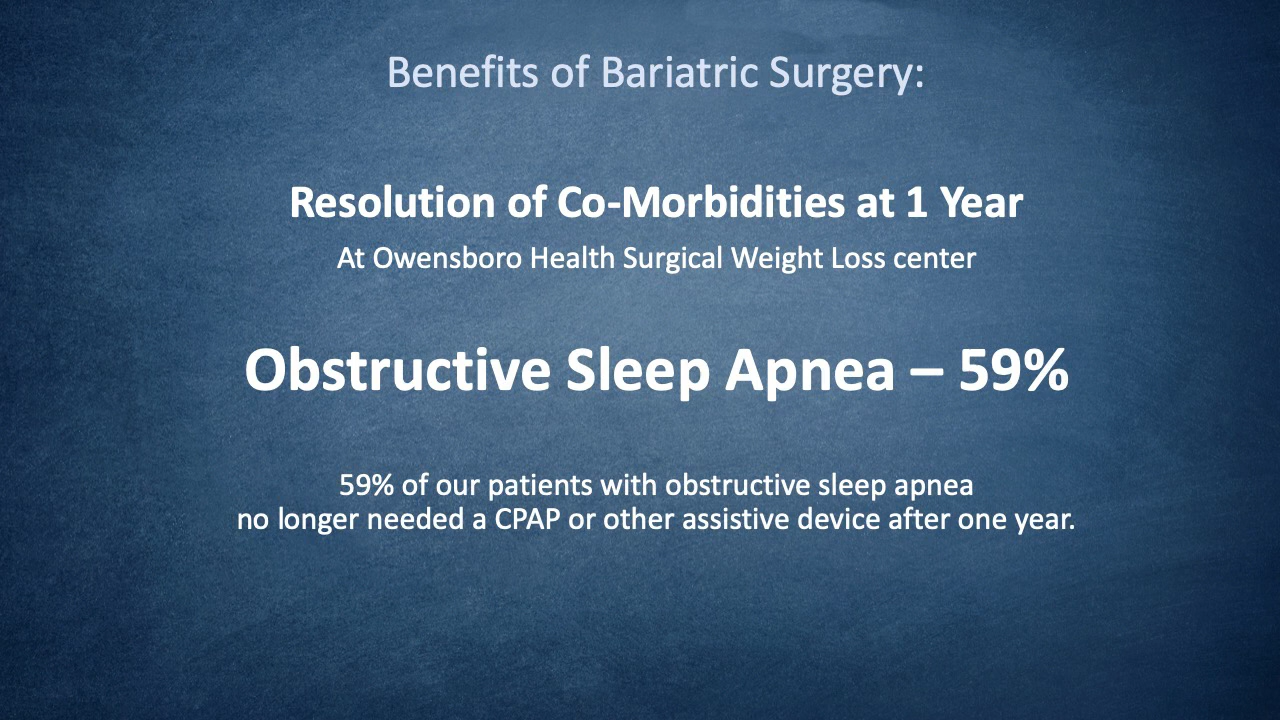 Benefits of Bariatric Surgery:
Resolution of Co-Morbidities at 1 Year
At Owensboro Health Surgical Weight Loss center
Obstructive Sleep Apnea – 59%
59% of our patients with obstructive sleep apnea
no longer needed a CPAP or other assistive device after one year.